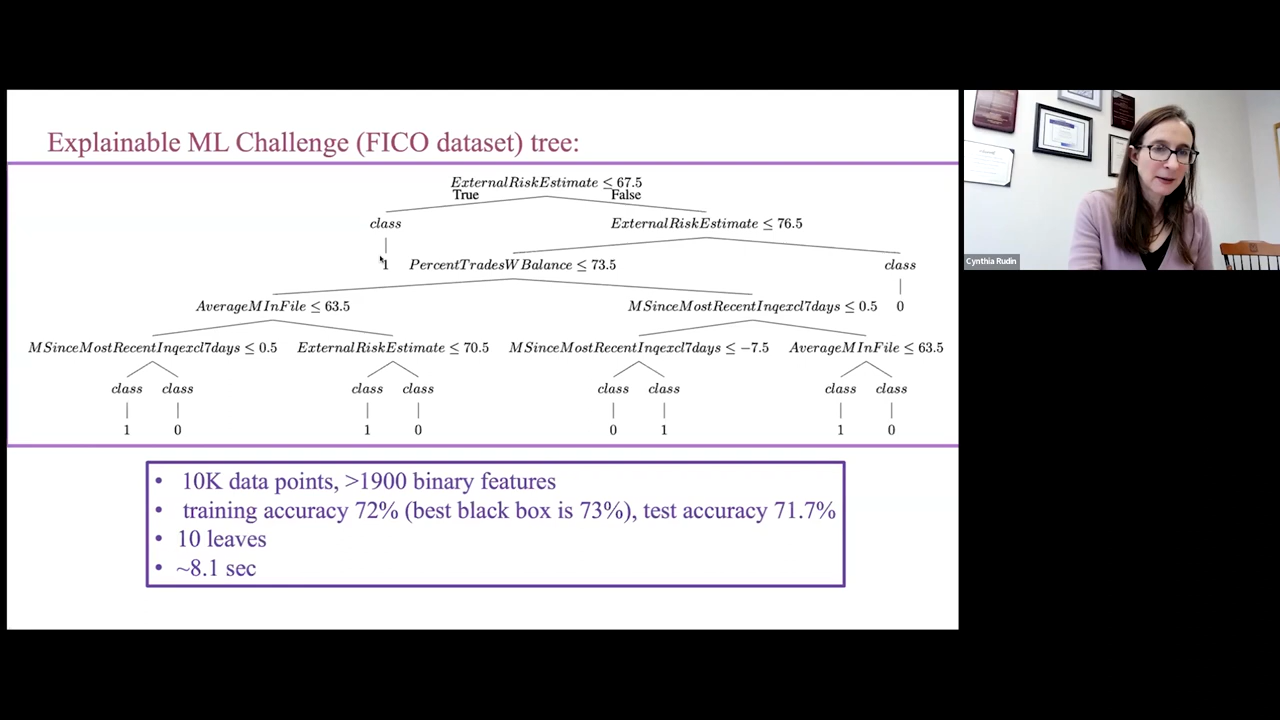 Explainable ML Challenge (FICO dataset) tree:
ExternalRiskEstimate ≤ 67.5
True False
class ExternalRiskEstimate ≤ 76.5
1 PercentTradesWBalance ≤ 73.5 class
AverageMInFile ≤ 63.5 MSinceMostRecentInqexcl7days ≤ 0.5 0
MSinceMostRecentInqexcl7days ≤ 0.5 ExternalRiskEstimate ≤ 70.5 MSinceMostRecentInqexcl7days ≤ −7.5 AverageMInFile ≤ 63.5
class class class class class class class class
1 0 1 0 0 1 1 0
• 10K data points, >1900 binary features
• training accuracy 72% (best black box is 73%), test accuracy 71.7%
• 10 leaves
• ~8.1 sec
Cynthia Rudin